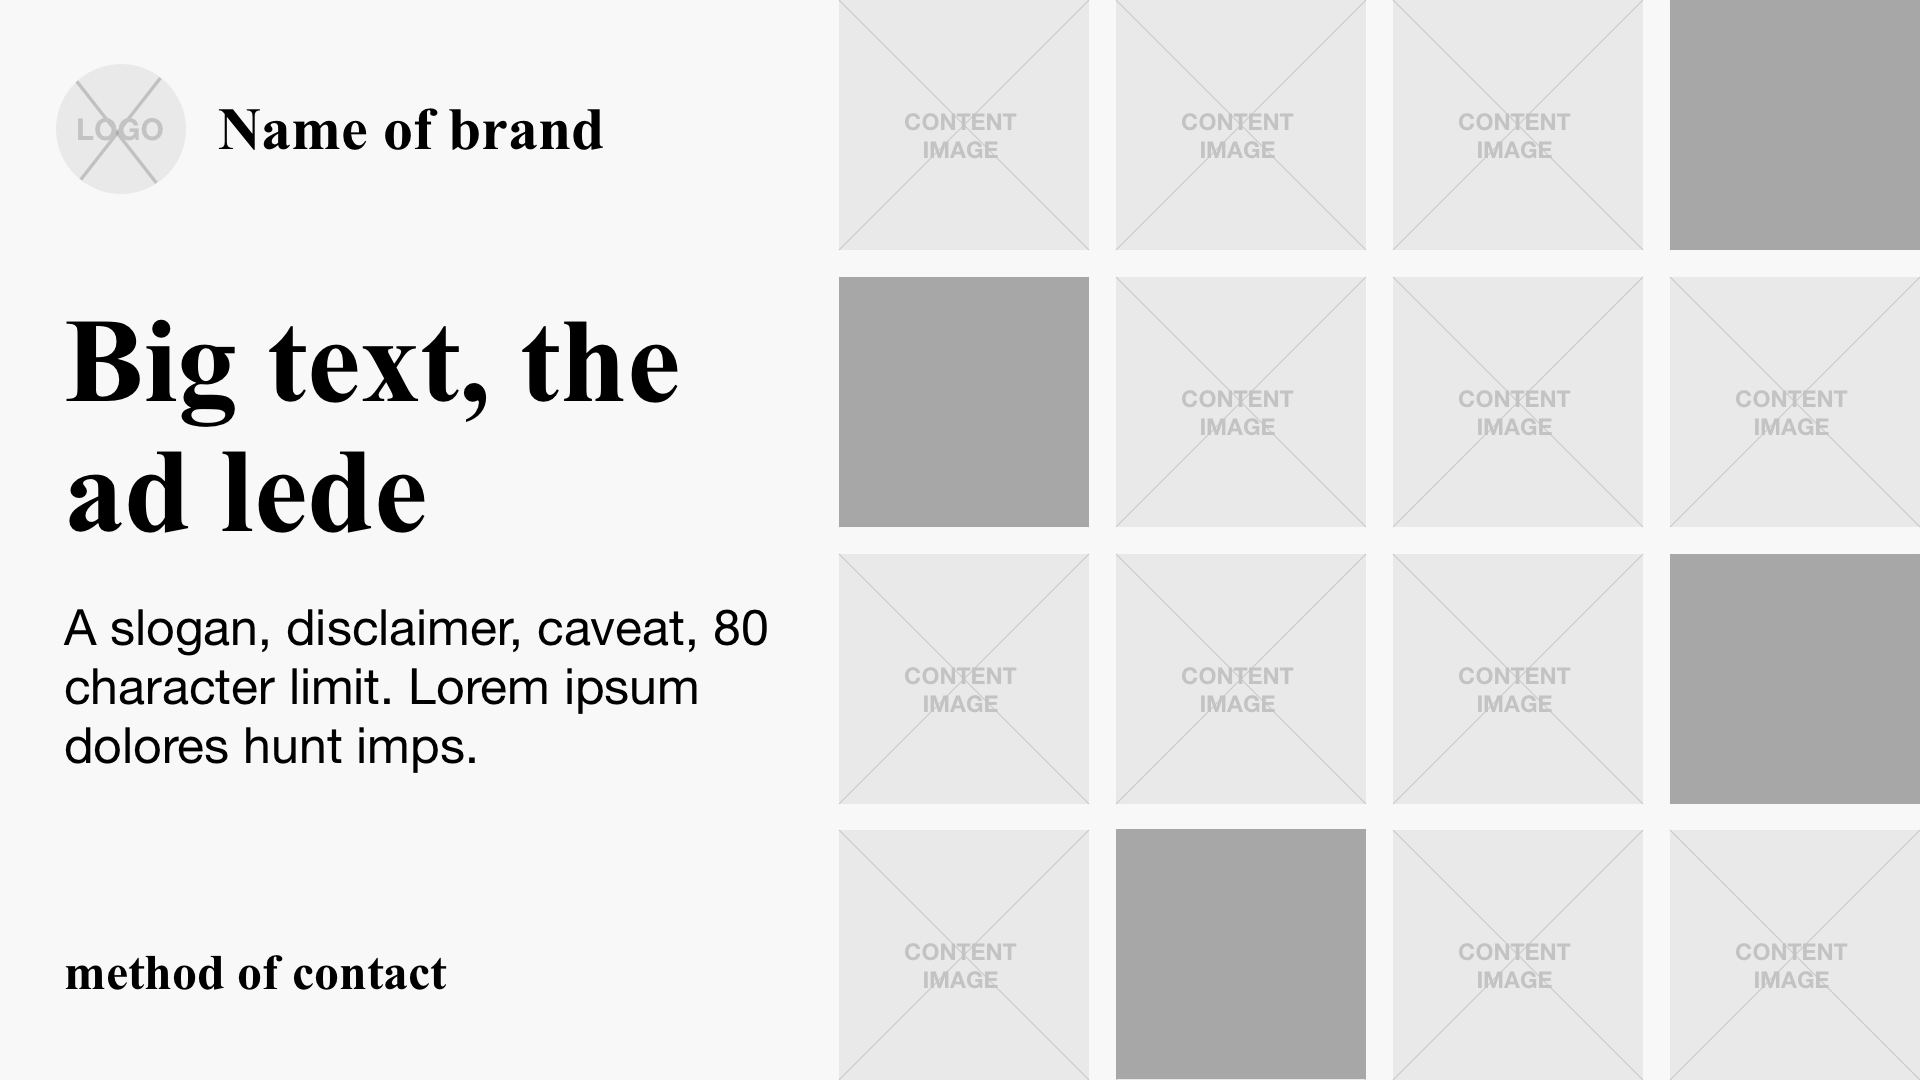 LOGO
Name of brand
Big text, the
ad lede
A slogan, disclaimer, caveat, 80
character limit. Lorem ipsum
dolores hunt imps.
method of contact
CONTENT
IMAGE
CONTENT
IMAGE
CONTENT
IMAGE
CONTENT
IMAGE
CONTENT
IMAGE
CONTENT
IMAGE
CONTENT
IMAGE
CONTENT
IMAGE
CONTENT
IMAGE
CONTENT
IMAGE
CONTENT
IMAGE
CONTENT
IMAGE